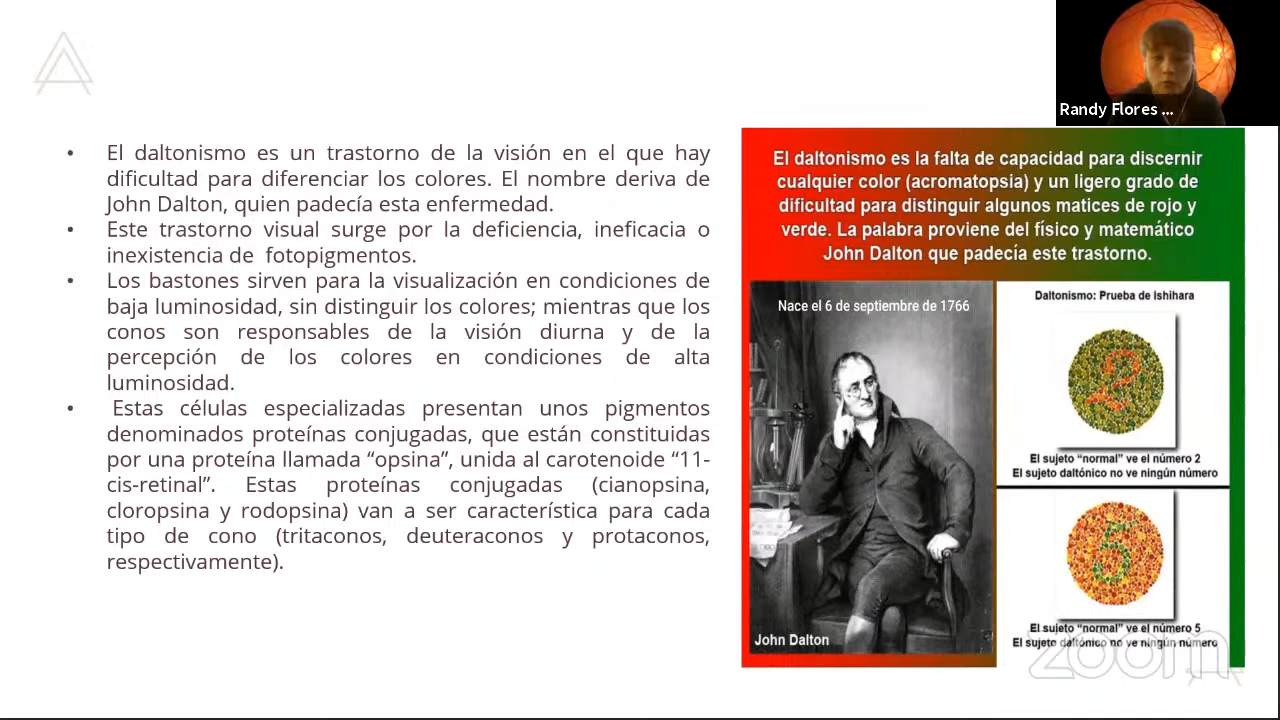 Randy Flores ...
• El daltonismo es un trastorno de la visión en el que hay
dificultad para diferenciar los colores. El nombre deriva de
John Dalton, quien padecía esta enfermedad.
• Este trastorno visual surge por la deficiencia, ineficacia o
inexistencia de fotopigmentos.
• Los bastones sirven para la visualización en condiciones de
baja luminosidad, sin distinguir los colores; mientras que los
conos son responsables de la visión diurna y de la
percepción de los colores en condiciones de alta
luminosidad.
• Estas células especializadas presentan unos pigmentos
denominados proteínas conjugadas, que están constituidas
por una proteína llamada “opsina”, unida al carotenoide “11-
cis-retinal”. Estas proteínas conjugadas (cianopsina,
cloropsina y rodopsina) van a ser característica para cada
tipo de cono (tritaconos, deuteraconos y protaconos,
respectivamente).
El daltonismo es la falta de capacidad para discernir
cualquier color (acromatopsia) y un ligero grado de
dificultad para distinguir algunos matices de rojo y
verde. La palabra proviene del físico y matemático
John Dalton que padecía este trastorno.
Nace el 6 de septiembre de 1766
John Dalton
Daltonismo: Prueba de Ishihara
2
El sujeto “normal” ve el número 2
El sujeto daltónico no ve ningún número
5
El sujeto “normal” ve el número 5
El sujeto daltónico no ve ningún número
zoom